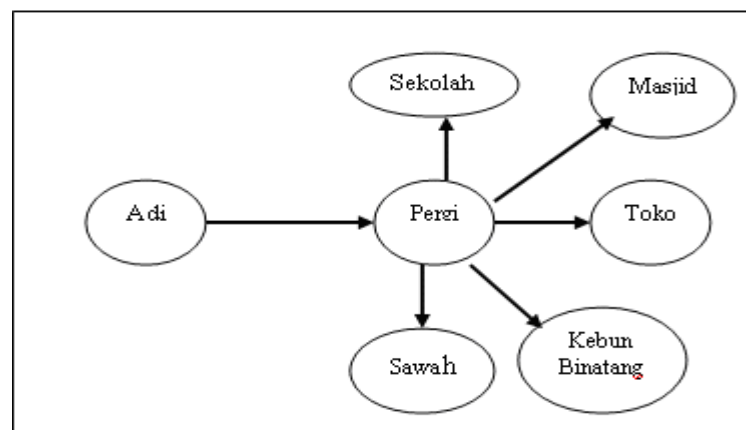 Sekolah
Masjid
Adi
Pergi
Toko
Sawah
Kebun
Binatang